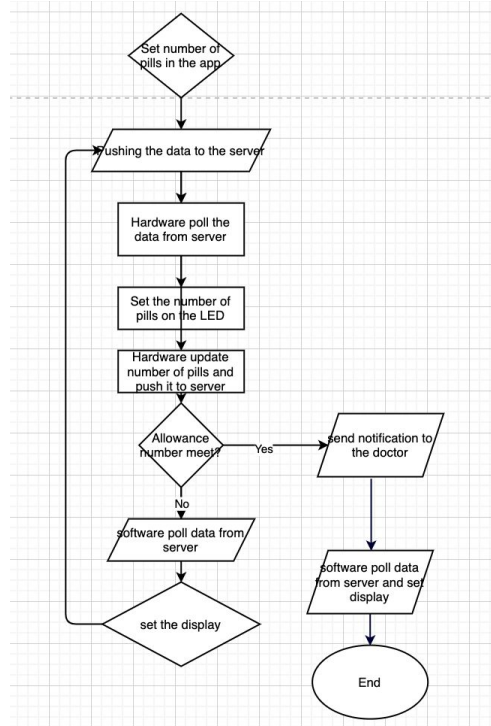 Set number of
pills in the app
Pushing the data to the server
Hardware poll the
data from server
Set the number of
pills on the LED
Hardware update
number of pills and
push it to server
Allowance
number meet?
Yes
send notification to
the doctor
No
software poll data from
server
software poll data
from server and set
display
set the display
End